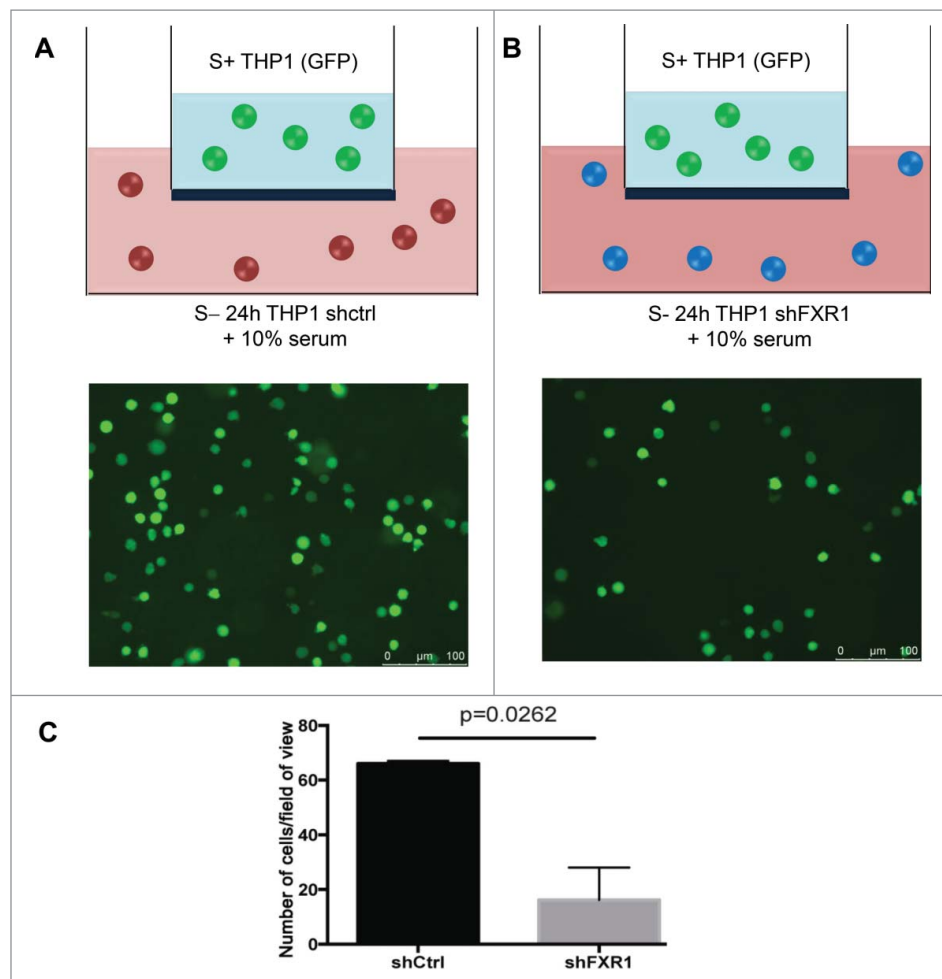 A
S+ THP1 (GFP)
S– 24h THP1 shctrl
+ 10% serum
0 µm 100
B
S+ THP1 (GFP)
S- 24h THP1 shFXR1
+ 10% serum
0 µm 100
C
p=0.0262
Number of cells/field of view
80
60
40
20
0
shCtrl
shFXR1